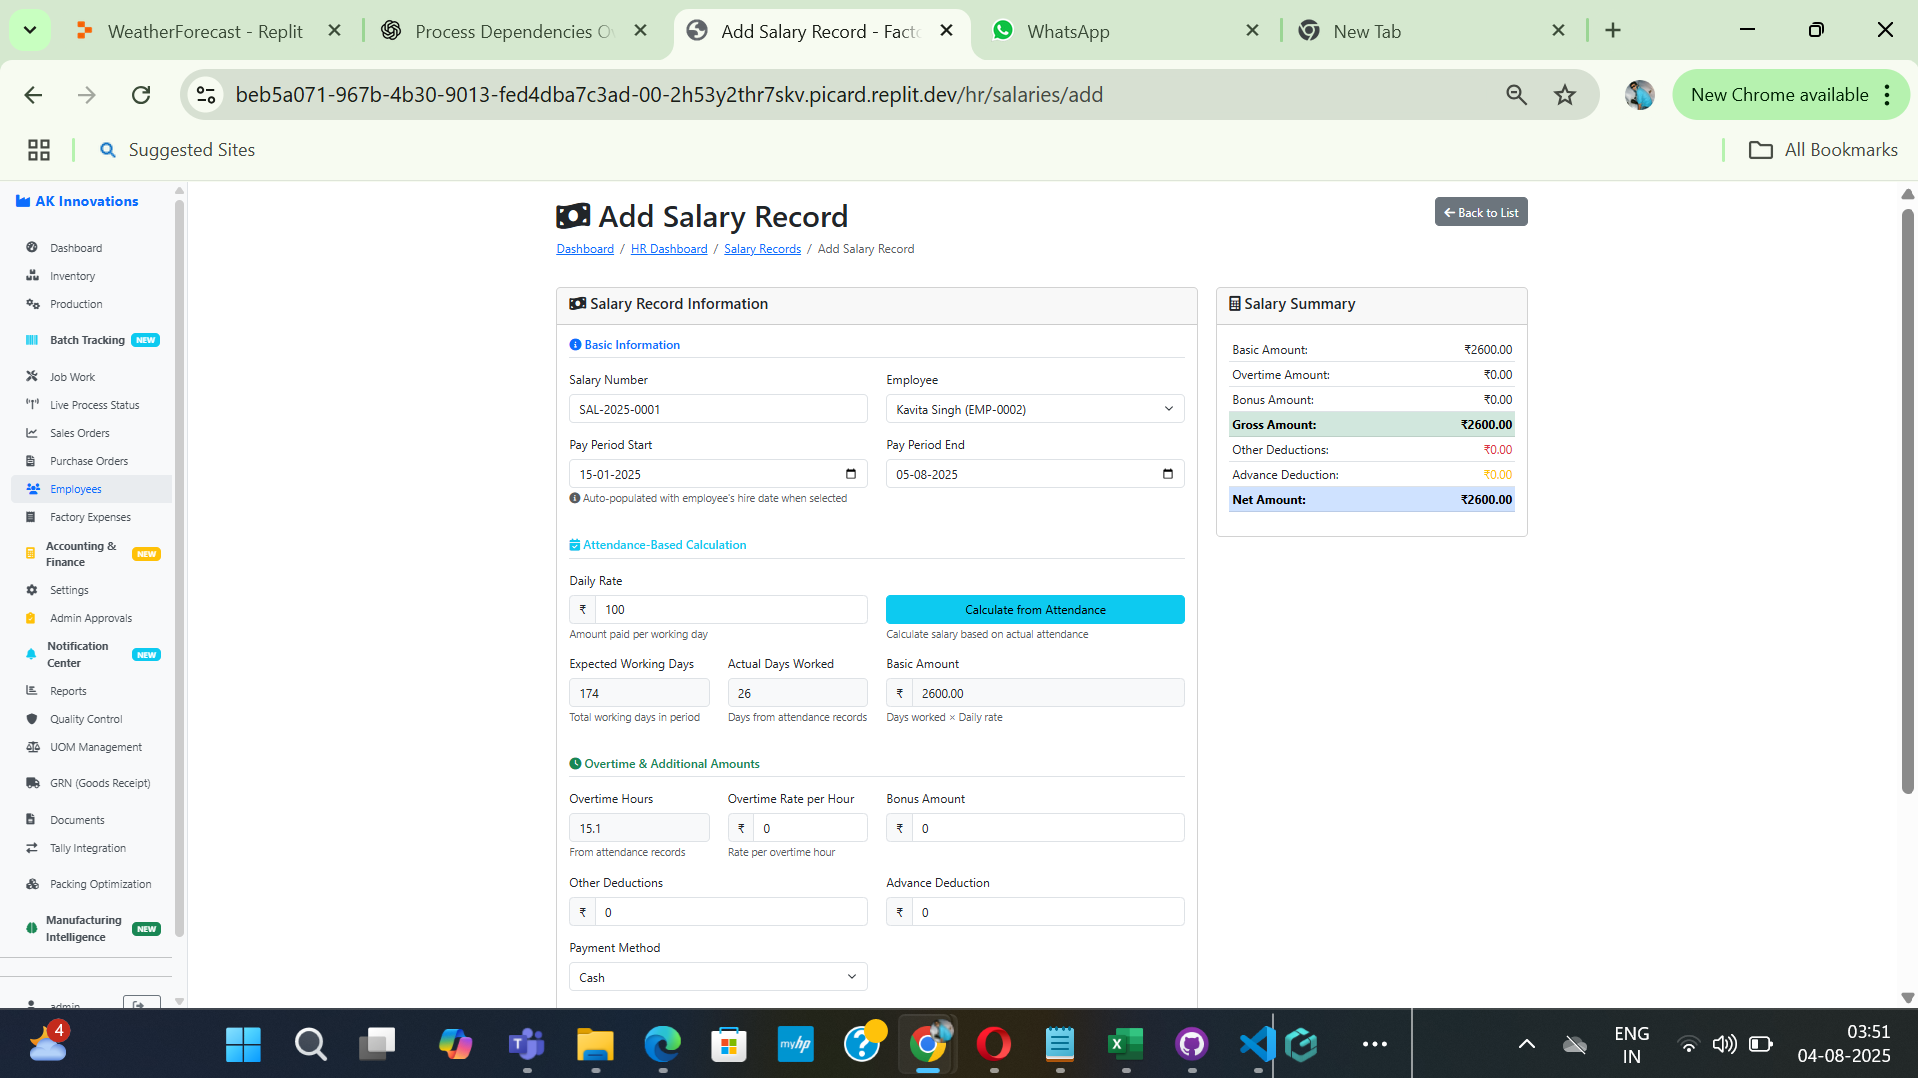 WeatherForecast - Replit
Process Dependencies Ov
Add Salary Record - Facto
WhatsApp
New Tab
beb5a071-967b-4b30-9013-fed4dba7c3ad-00-2h53y2thr7skv.picard.replit.dev/hr/salaries/add
New Chrome available
Suggested Sites
All Bookmarks
AK Innovations
Dashboard
Inventory
Production
Batch Tracking NEW
Job Work
Live Process Status
Sales Orders
Purchase Orders
Employees
Factory Expenses
Accounting &
Finance
NEW
Settings
Admin Approvals
Notification
Center
NEW
Reports
Quality Control
UOM Management
GRN (Goods Receipt)
Documents
Tally Integration
Packing Optimization
Manufacturing
Intelligence
NEW
admin
Add Salary Record
Back to List
Dashboard / HR Dashboard / Salary Records / Add Salary Record
Salary Record Information
Basic Information
Salary Number
Employee
SAL-2025-0001
Kavita Singh (EMP-0002)
Pay Period Start
Pay Period End
15-01-2025
05-08-2025
Auto-populated with employee's hire date when selected
Attendance-Based Calculation
Daily Rate
₹ 100
Calculate from Attendance
Amount paid per working day
Calculate salary based on actual attendance
Expected Working Days
Actual Days Worked
Basic Amount
174
26
₹ 2600.00
Total working days in period
Days from attendance records
Days worked × Daily rate
Overtime & Additional Amounts
Overtime Hours
Overtime Rate per Hour
Bonus Amount
15.1
₹ 0
₹ 0
From attendance records
Rate per overtime hour
Other Deductions
Advance Deduction
₹ 0
₹ 0
Payment Method
Cash
Salary Summary
Basic Amount: ₹2600.00
Overtime Amount: ₹0.00
Bonus Amount: ₹0.00
Gross Amount: ₹2600.00
Other Deductions: ₹0.00
Advance Deduction: ₹0.00
Net Amount: ₹2600.00
4
myhp
ENG
IN
03:51
04-08-2025